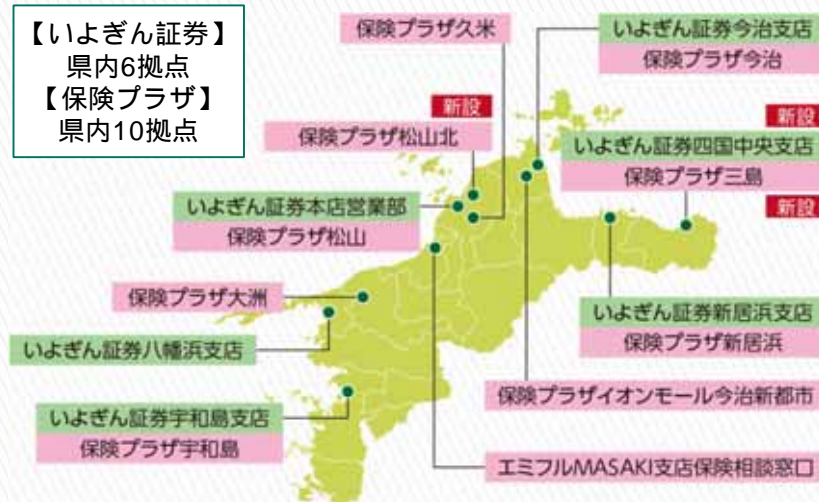 【いよぎん証券】
県内6拠点
【保険プラザ】
県内10拠点
保険プラザ久米
いよぎん証券今治支店
保険プラザ今治
新設
保険プラザ松山北
新設
いよぎん証券四国中央支店
保険プラザ三島
新設
いよぎん証券本店営業部
保険プラザ松山
保険プラザ大洲
いよぎん証券新居浜支店
保険プラザ新居浜
いよぎん証券八幡浜支店
保険プラザイオンモール今治新都市
いよぎん証券宇和島支店
保険プラザ宇和島
エミフルMASAKI支店保険相談窓口